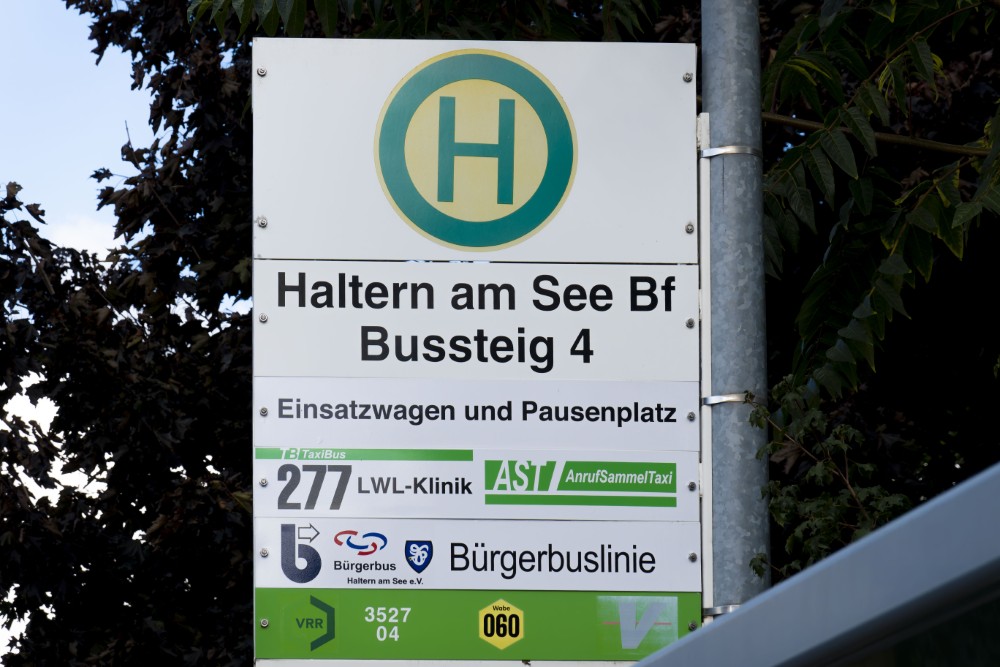 H
Haltern am See Bf
Bussteig 4
Einsatzwagen und Pausenplatz
TB TaxiBus
277 LWL-Klinik
AST AnrufSammelTaxi
b
Bürgerbus
Haltern am See e.V.
Bürgerbuslinie
VRR
3527
04
Wabe
060
V